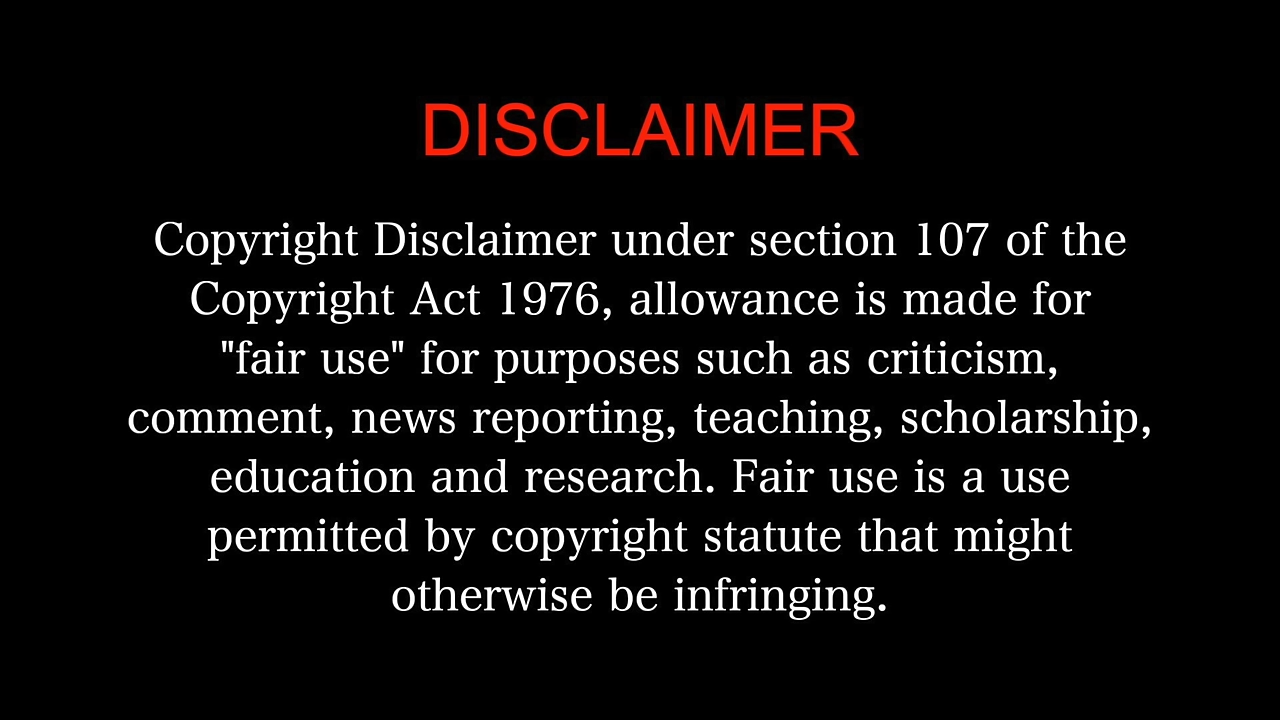 DISCLAIMER
Copyright Disclaimer under section 107 of the
Copyright Act 1976, allowance is made for
"fair use" for purposes such as criticism,
comment, news reporting, teaching, scholarship,
education and research. Fair use is a use
permitted by copyright statute that might
otherwise be infringing.